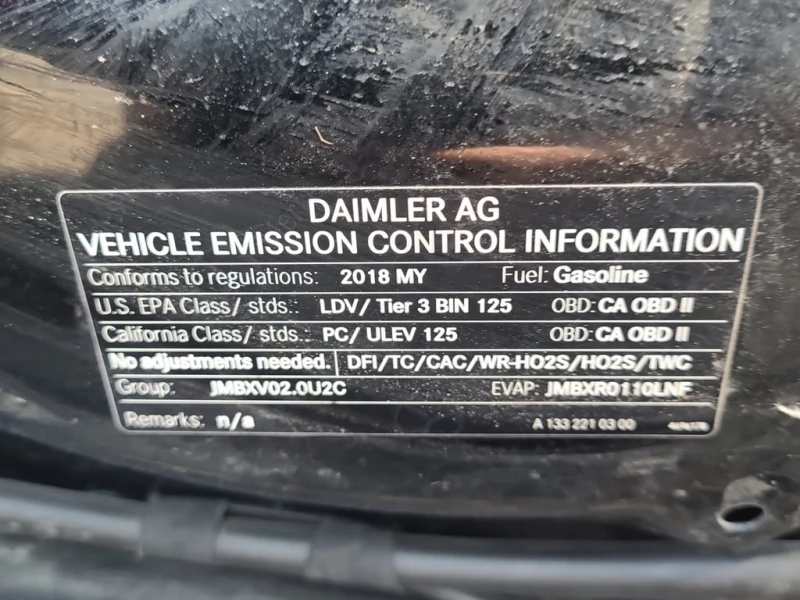 DAIMLER AG
VEHICLE EMISSION CONTROL INFORMATION
Conforms to regulations: 2018 MY Fuel: Gasoline
U.S. EPA Class/ stds.: LDV/ Tier 3 BIN 125 OBD: CA OBD II
California Class/ stds.: PC/ ULEV 125 OBD: CA OBD II
No adjustments needed. DFI/TC/CAC/WR-HO2S/HO2S/TWC
Group: JMBXV02.0U2C EVAP: JMBXR0110LNF
Remarks: n/a A 133 221 03 00